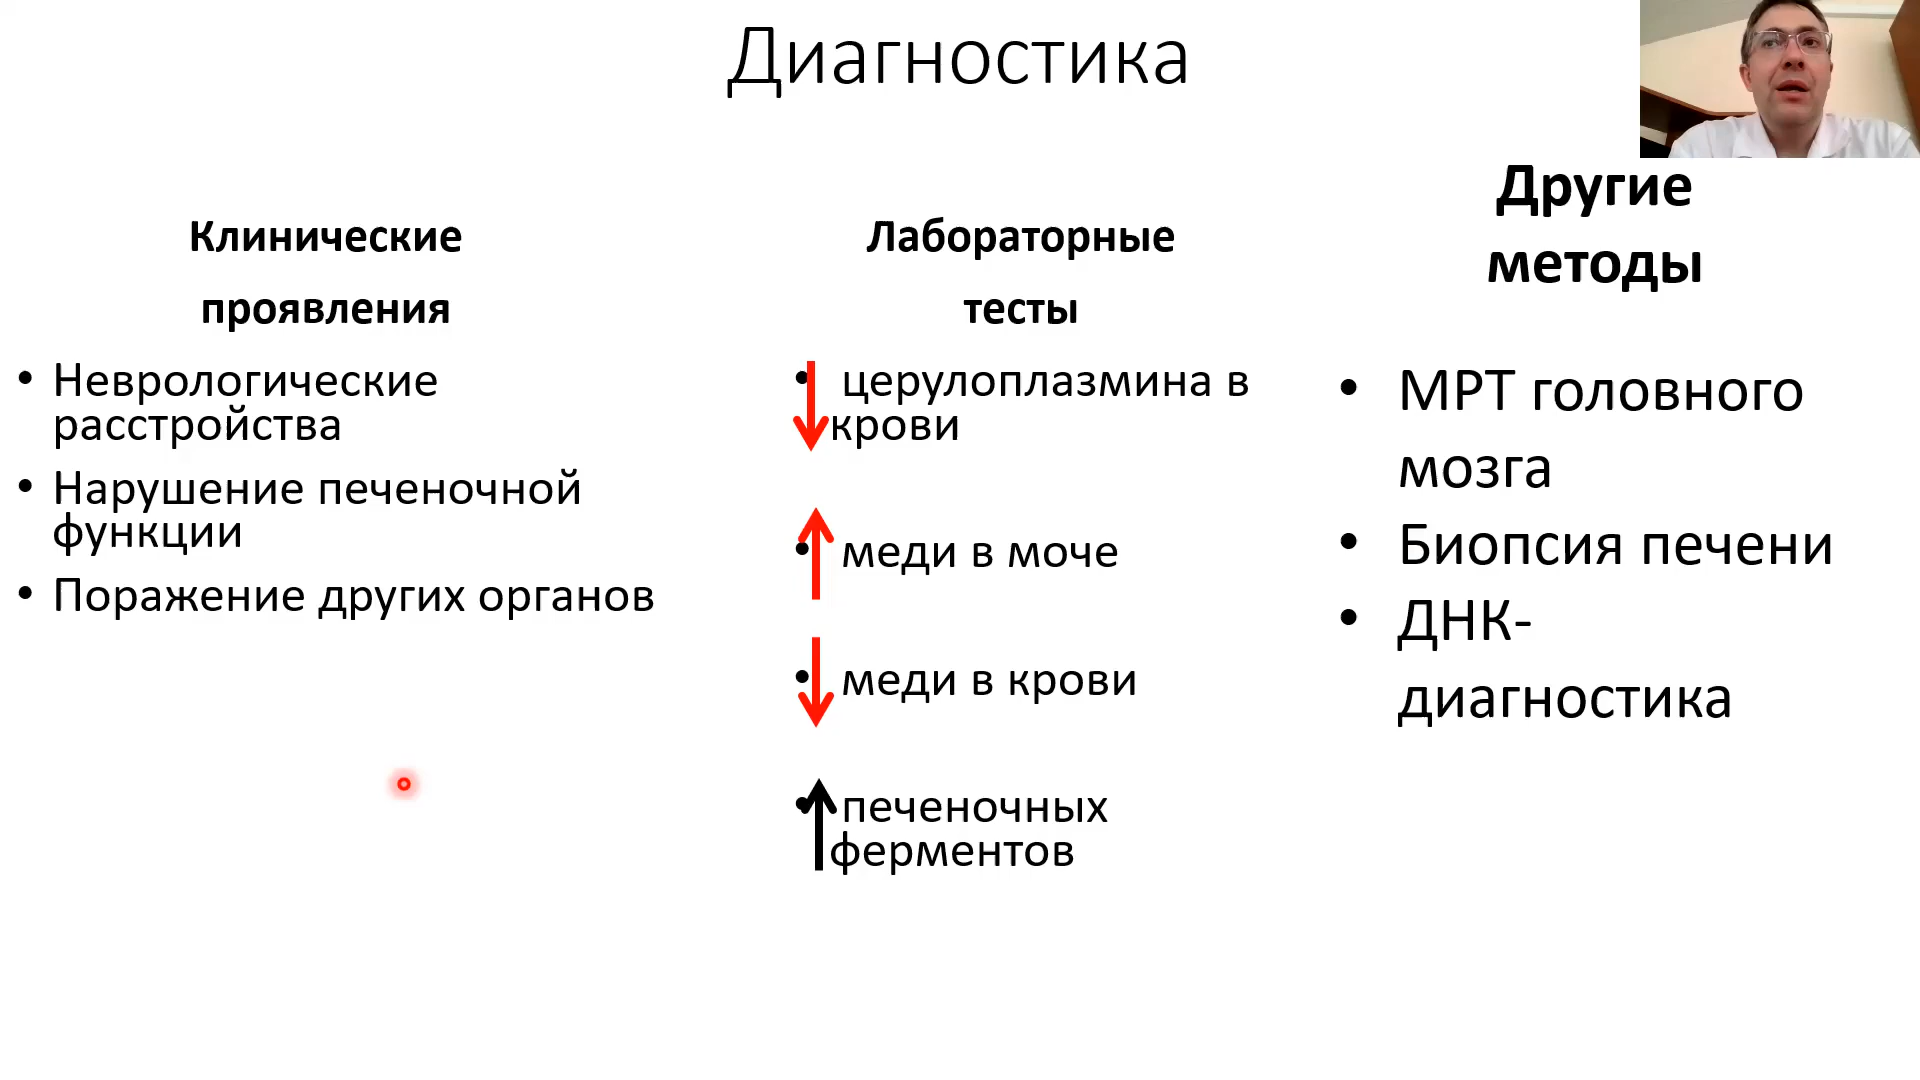 Диагностика
Клинические
проявления
• Неврологические
расстройства
• Нарушение печеночной
функции
• Поражение других органов
Лабораторные
тесты
• церулоплазмина в
крови
• меди в моче
• меди в крови
• печеночных
ферментов
Другие
методы
• МРТ головного
мозга
• Биопсия печени
• ДНК-
диагностика